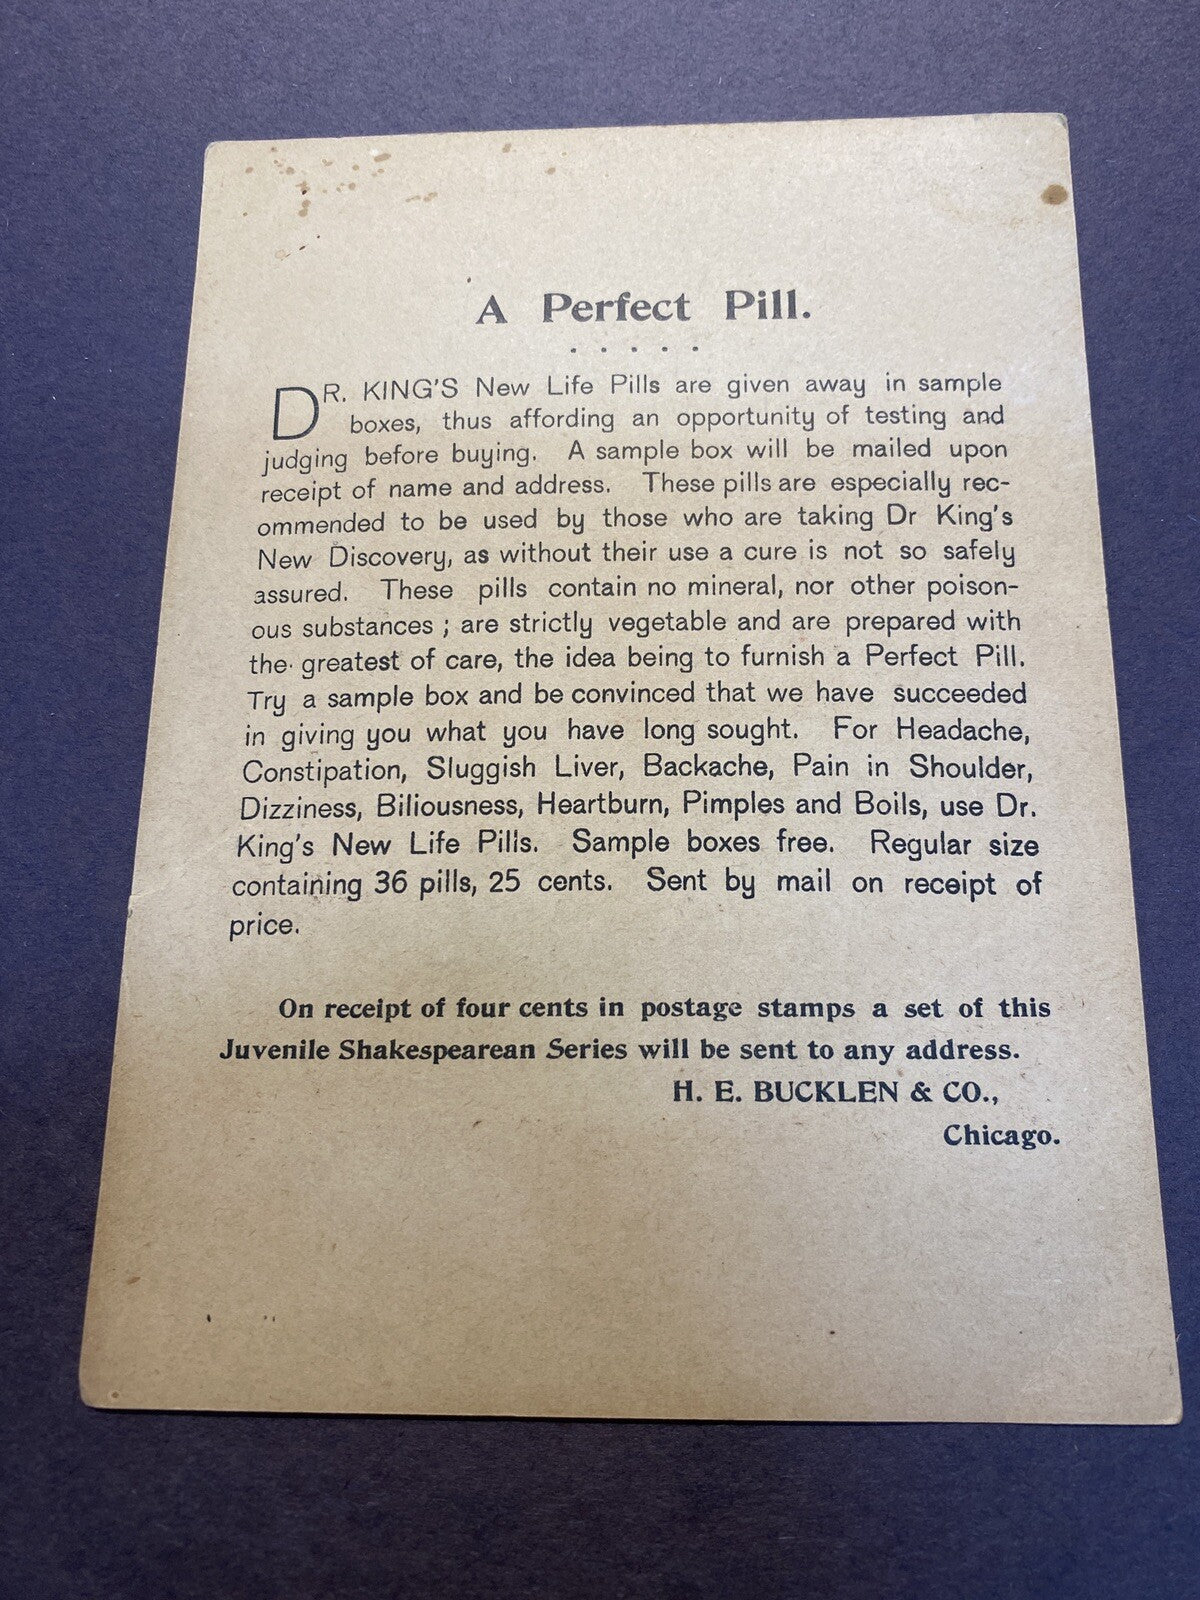 A Perfect Pill.
. . . . .
DR. KING'S New Life Pills are given away in sample
boxes, thus affording an opportunity of testing and
judging before buying. A sample box will be mailed upon
receipt of name and address. These pills are especially rec-
ommended to be used by those who are taking Dr King's
New Discovery, as without their use a cure is not so safely
assured. These pills contain no mineral, nor other poison-
ous substances ; are strictly vegetable and are prepared with
the greatest of care, the idea being to furnish a Perfect Pill.
Try a sample box and be convinced that we have succeeded
in giving you what you have long sought. For Headache,
Constipation, Sluggish Liver, Backache, Pain in Shoulder,
Dizziness, Biliousness, Heartburn, Pimples and Boils, use Dr.
King's New Life Pills. Sample boxes free. Regular size
containing 36 pills, 25 cents. Sent by mail on receipt of
price.
On receipt of four cents in postage stamps a set of this
Juvenile Shakespearean Series will be sent to any address.
H. E. BUCKLEN & CO.,
Chicago.